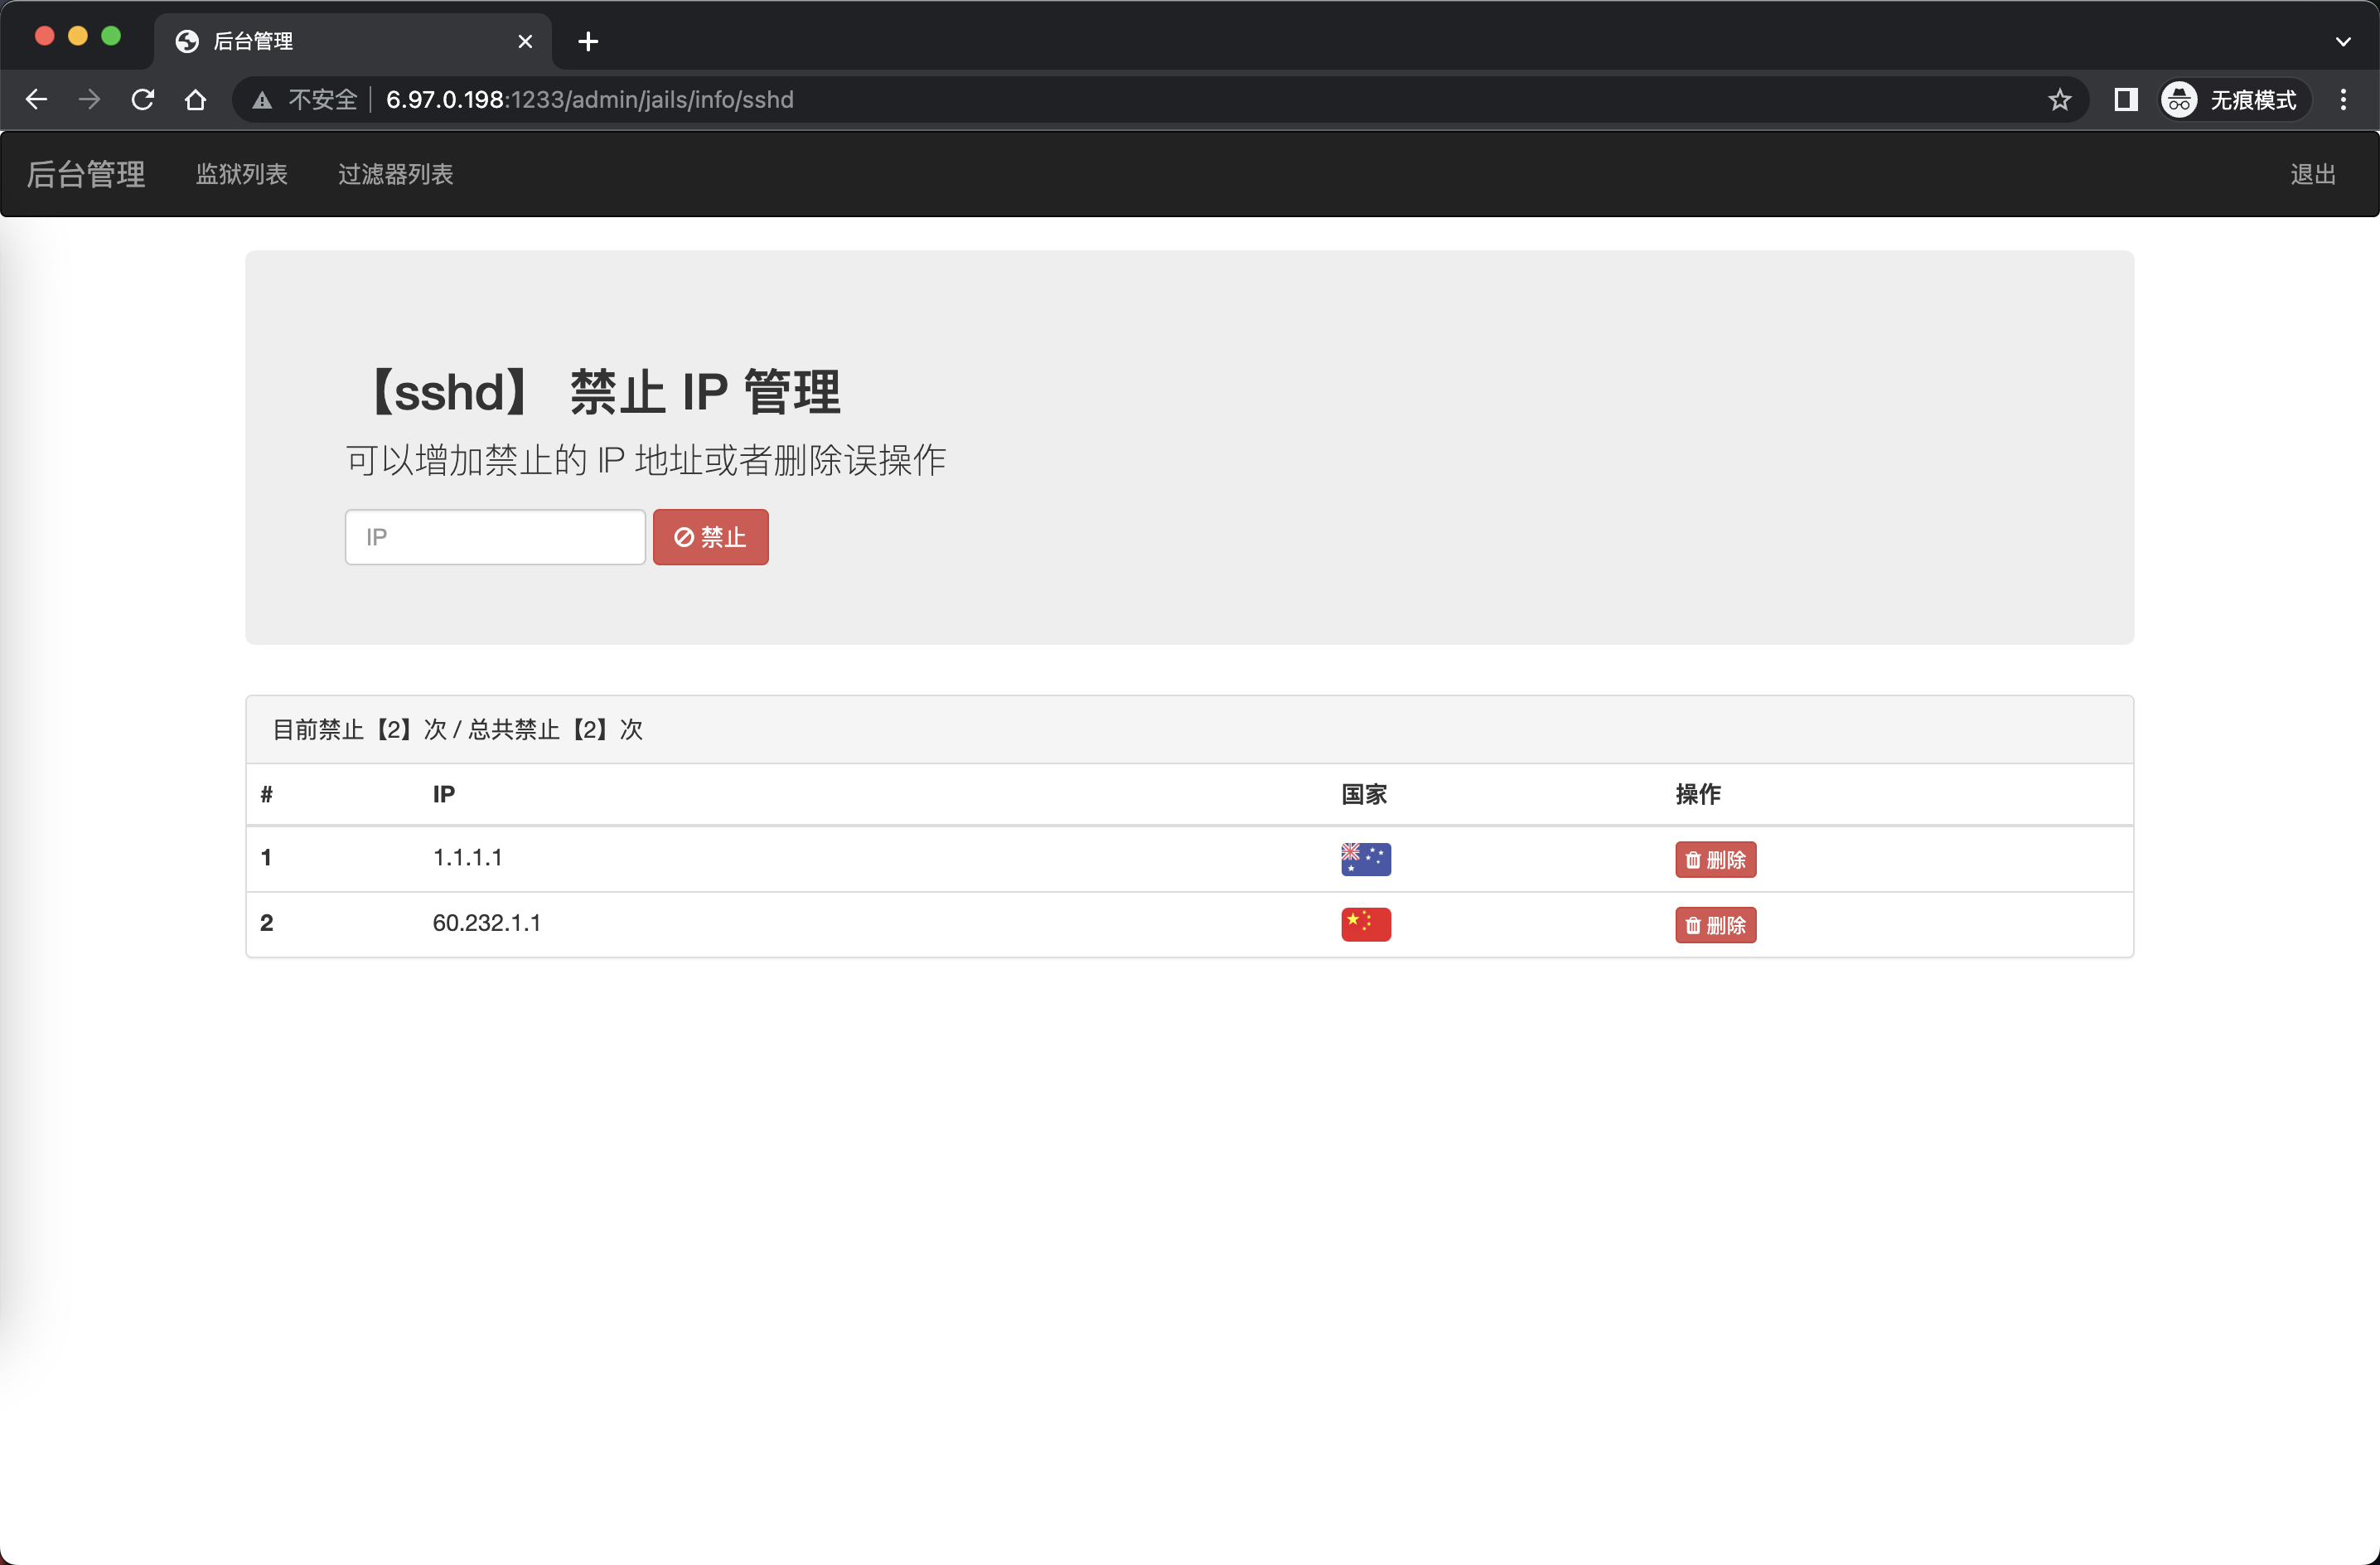 后台管理
不安全 6.97.0.198:1233/admin/jails/info/sshd 无痕模式
后台管理 监狱列表 过滤器列表 退出
【sshd】 禁止 IP 管理
可以增加禁止的 IP 地址或者删除误操作
IP 禁止
目前禁止【2】次 / 总共禁止【2】次
# IP 国家 操作
1 1.1.1.1 删除
2 60.232.1.1 删除